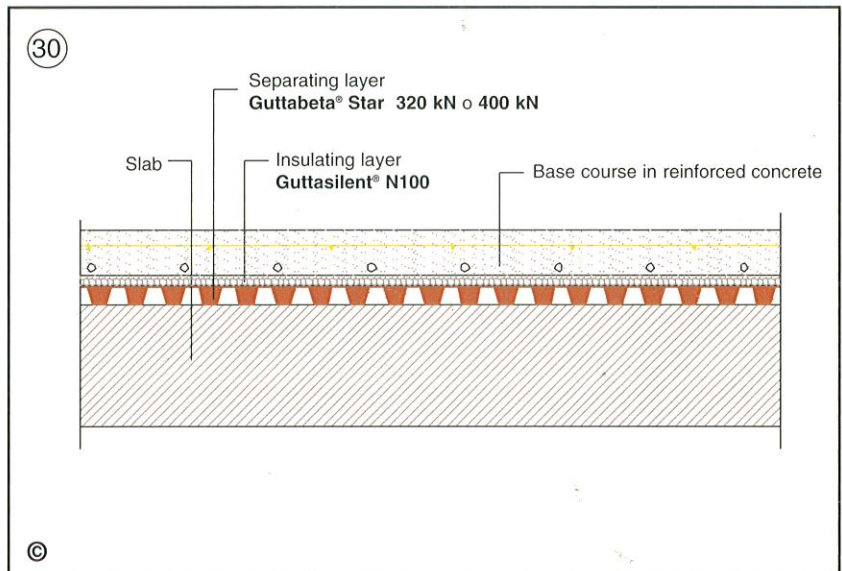 30
Separating layer
Guttabeta® Star 320 kN o 400 kN
Slab
Insulating layer
Guttasilent® N100
Base course in reinforced concrete
©